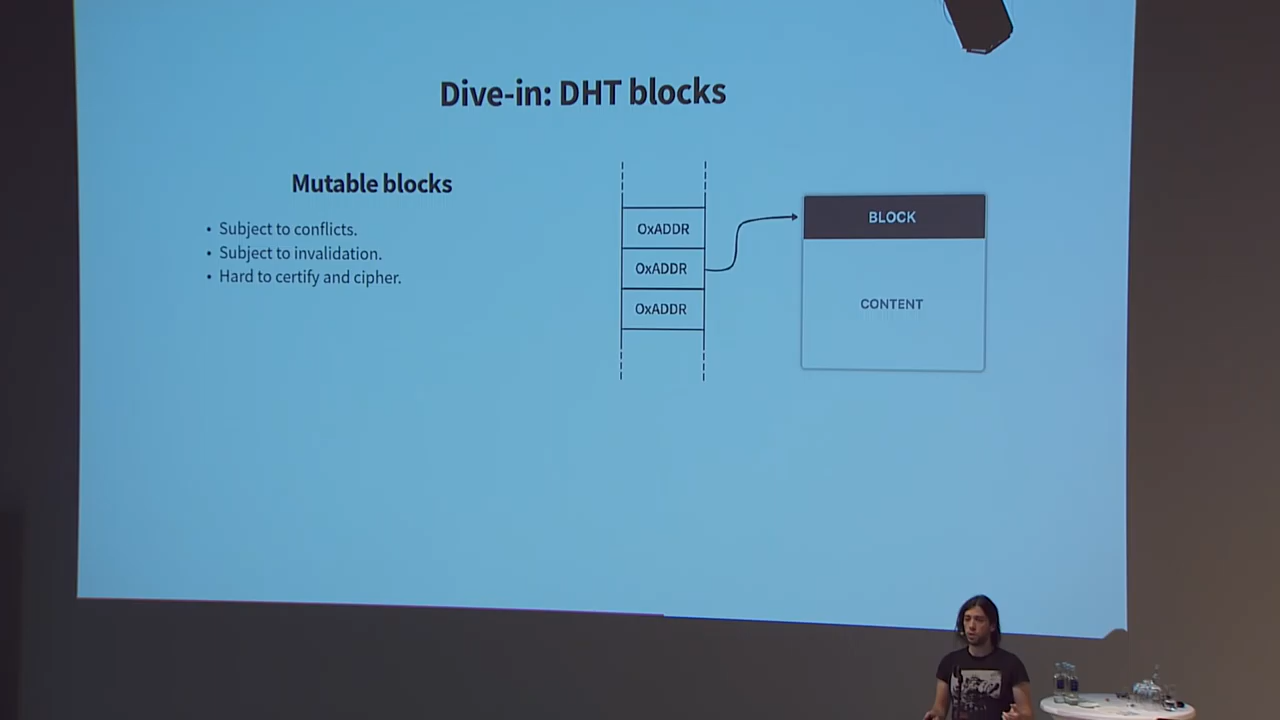 Dive-in: DHT blocks
Mutable blocks
• Subject to conflicts.
• Subject to invalidation.
• Hard to certify and cipher.
OxADDR
OxADDR
OxADDR
BLOCK
CONTENT